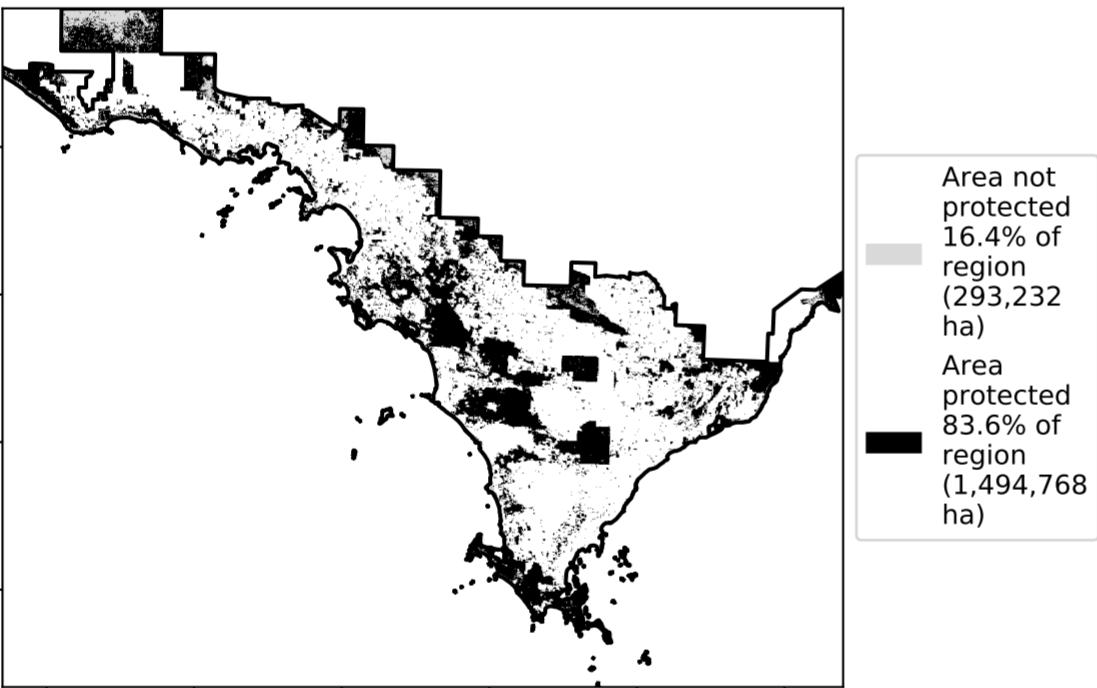 Area not
protected
16.4% of
region
(293,232
ha)
Area
protected
83.6% of
region
(1,494,768
ha)